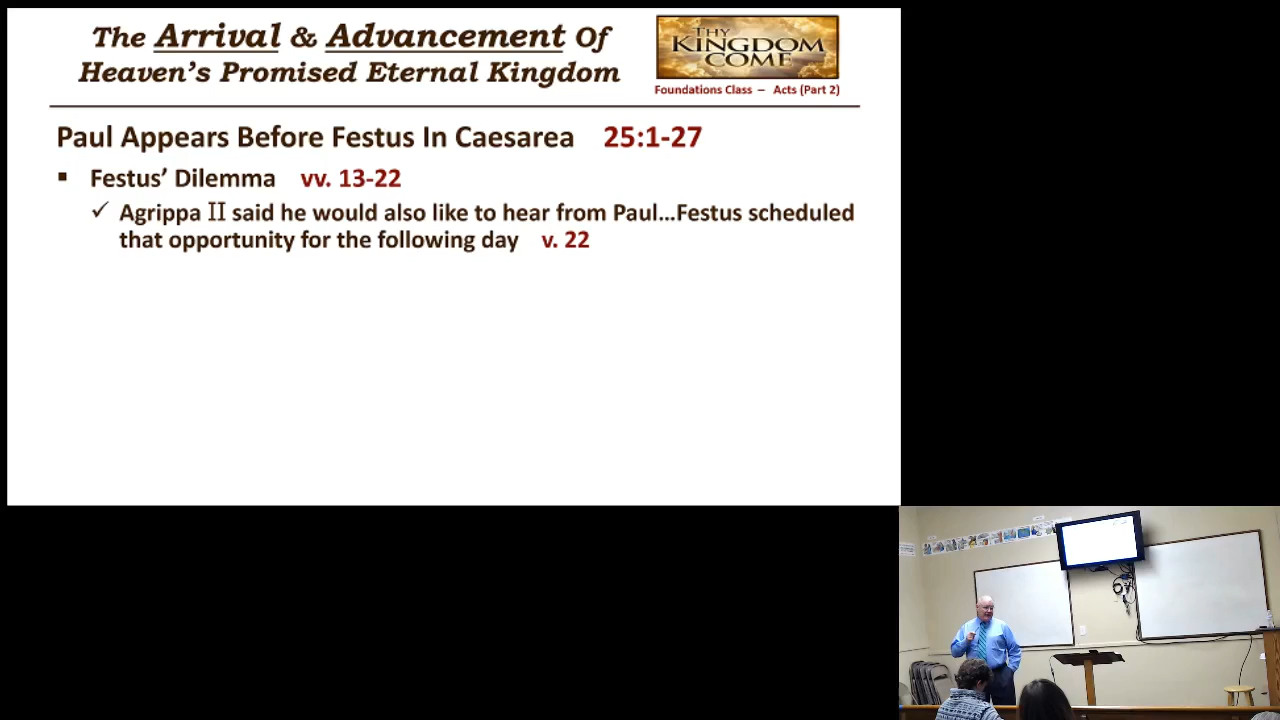 The Arrival & Advancement Of
Heaven's Promised Eternal Kingdom
THY
KINGDOM
COME
Foundations Class – Acts (Part 2)
Paul Appears Before Festus In Caesarea 25:1-27
▪ Festus' Dilemma vv. 13-22
✓ Agrippa II said he would also like to hear from Paul...Festus scheduled
that opportunity for the following day v. 22